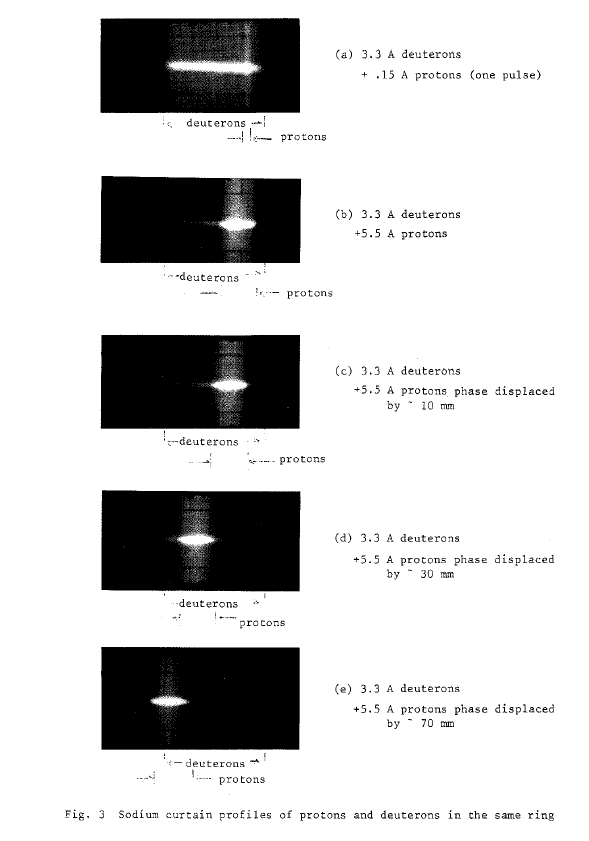 (a) 3.3 A deuterons
+ .15 A protons (one pulse)
deuterons
protons
(b) 3.3 A deuterons
+5.5 A protons
deuterons
protons
(c) 3.3 A deuterons
+5.5 A protons phase displaced
by ~ 10 mm
deuterons
protons
(d) 3.3 A deuterons
+5.5 A protons phase displaced
by ~ 30 mm
deuterons
protons
(e) 3.3 A deuterons
+5.5 A protons phase displaced
by ~ 70 mm
deuterons
protons
Fig. 3 Sodium curtain profiles of protons and deuterons in the same ring